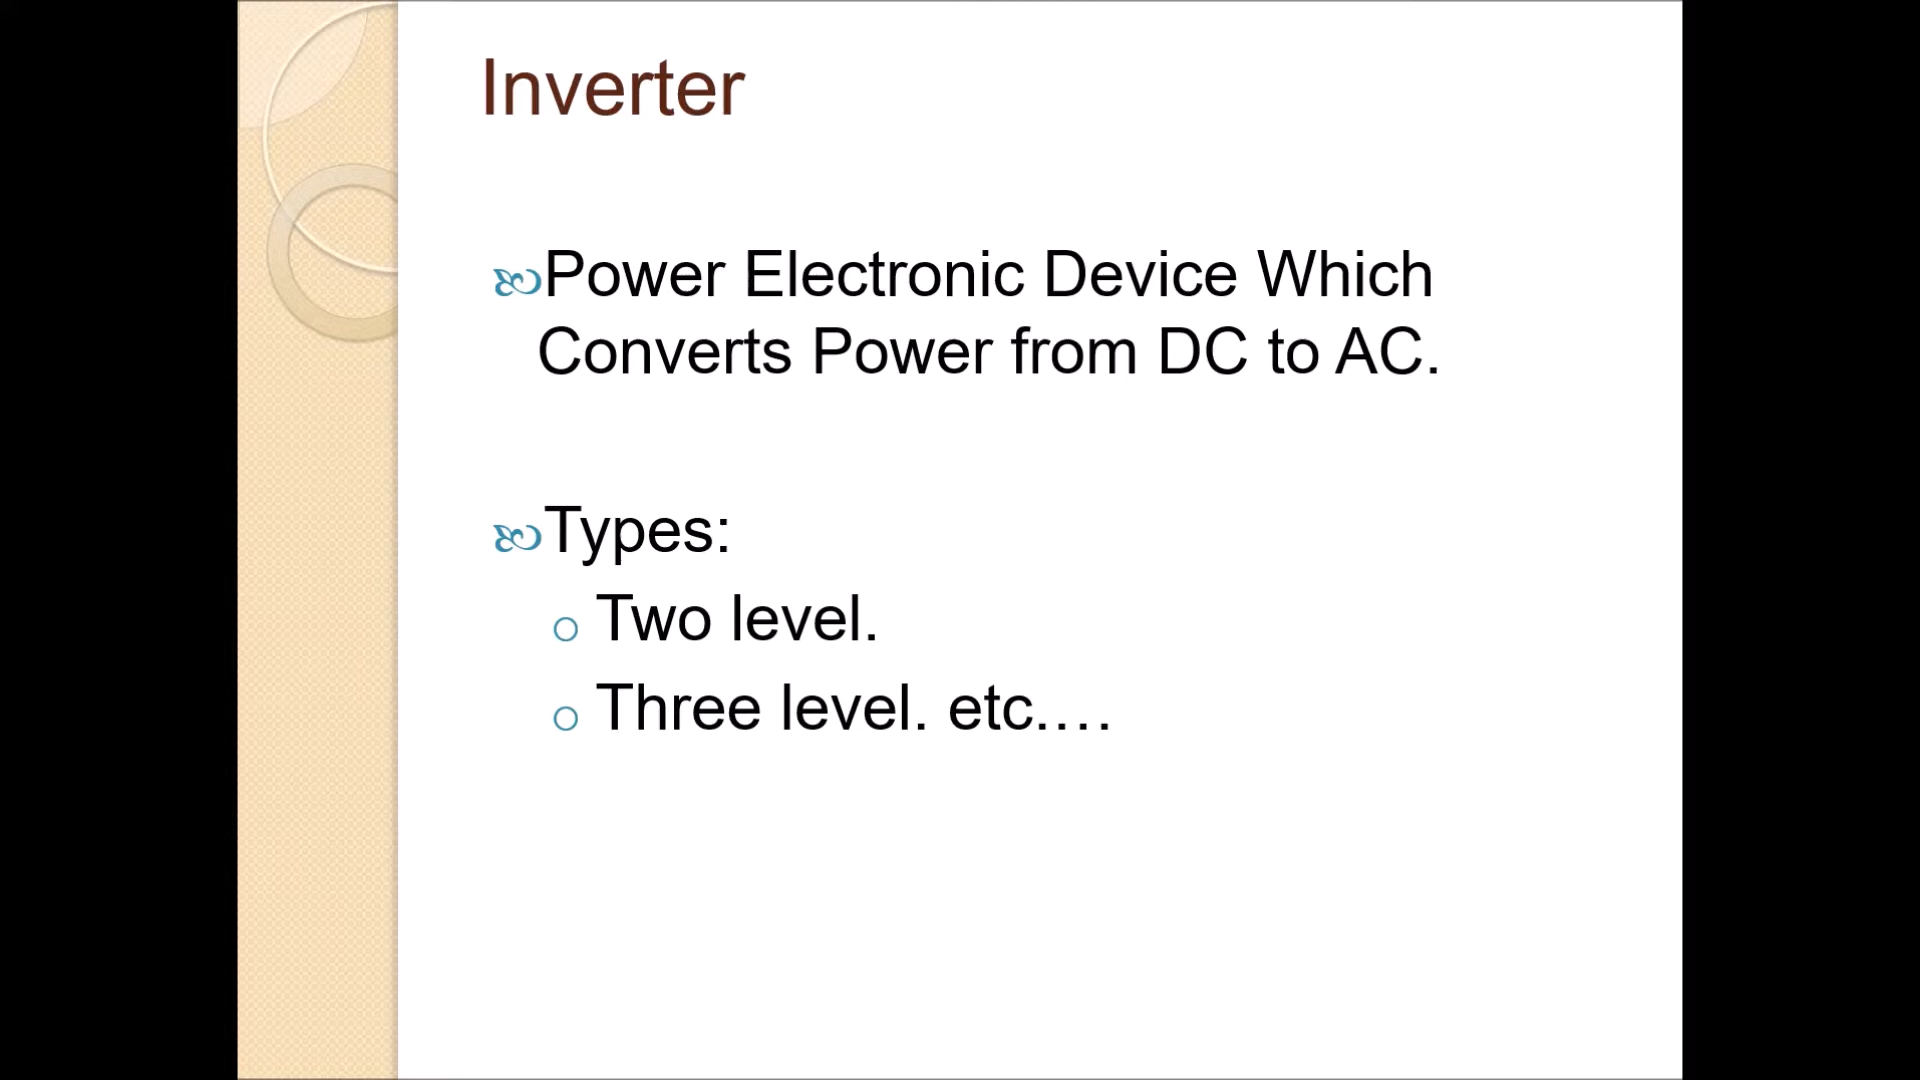 Inverter
Power Electronic Device Which
Converts Power from DC to AC.
Types:
Two level.
Three level. etc.…